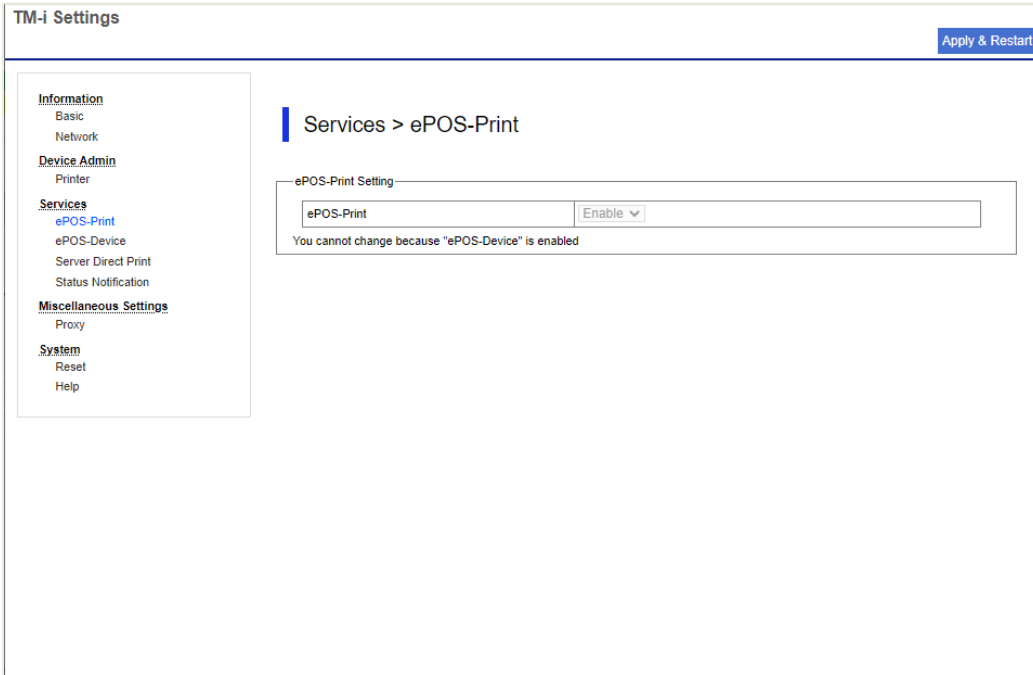 TM-i Settings
Apply & Restart
Information
Basic
Network
Device Admin
Printer
Services
ePOS-Print
ePOS-Device
Server Direct Print
Status Notification
Miscellaneous Settings
Proxy
System
Reset
Help
Services > ePOS-Print
ePOS-Print Setting
ePOS-Print Enable
You cannot change because "ePOS-Device" is enabled